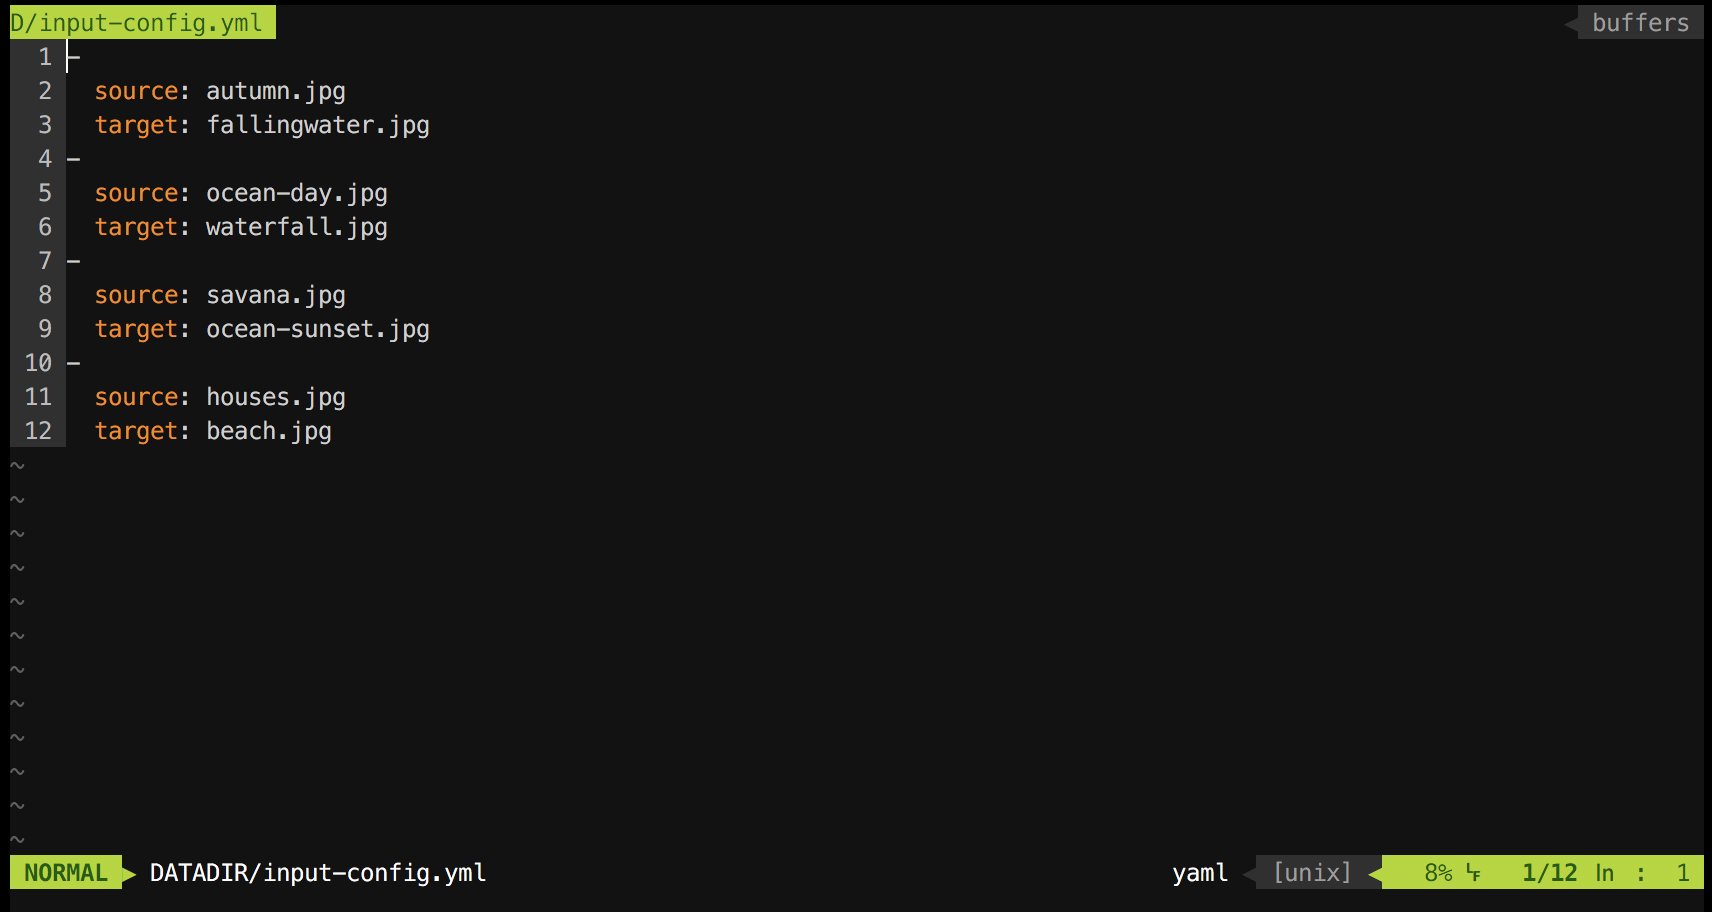 D/input-config.yml buffers
1 -
2 source: autumn.jpg
3 target: fallingwater.jpg
4 -
5 source: ocean-day.jpg
6 target: waterfall.jpg
7 -
8 source: savana.jpg
9 target: ocean-sunset.jpg
10 -
11 source: houses.jpg
12 target: beach.jpg
~
~
~
~
~
~
~
~
~
~
~
~
NORMAL DATADIR/input-config.yml yaml [unix] 8% ␊ 1/12 ln : 1